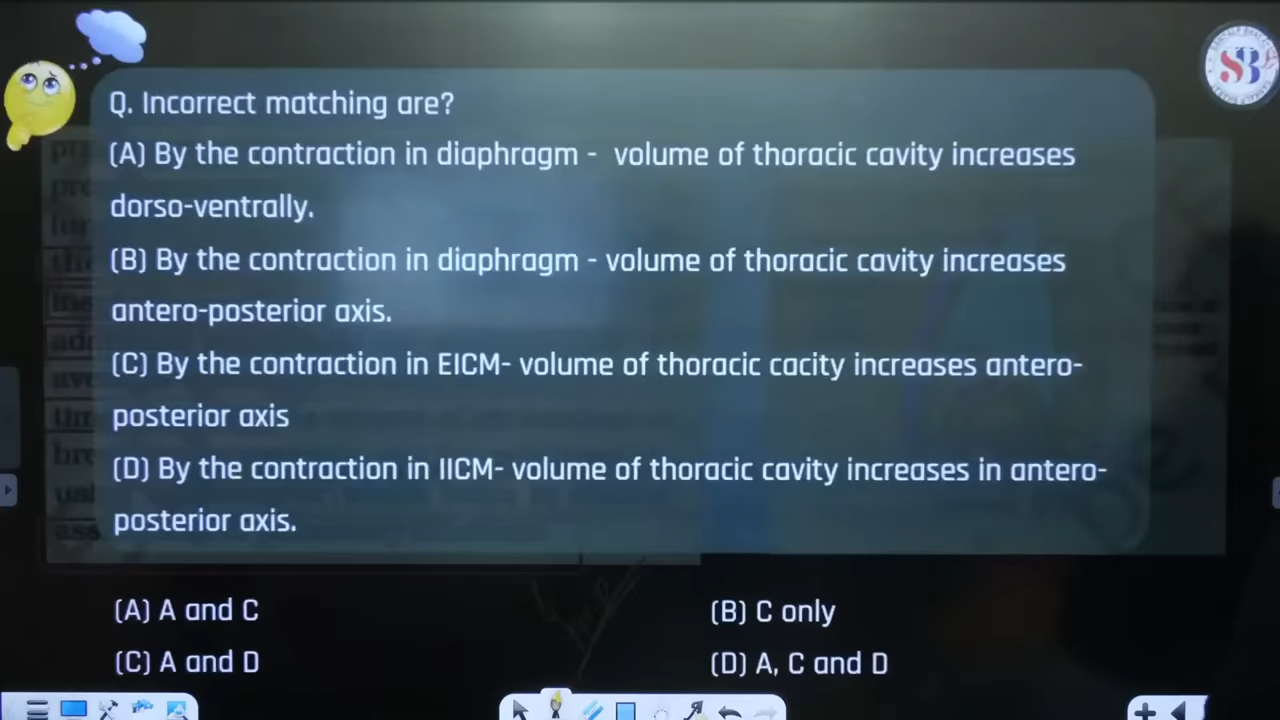 Q. Incorrect matching are?
(A) By the contraction in diaphragm - volume of thoracic cavity increases
dorso-ventrally.
(B) By the contraction in diaphragm - volume of thoracic cavity increases
antero-posterior axis.
(C) By the contraction in EICM- volume of thoracic cacity increases antero-
posterior axis
(D) By the contraction in IICM- volume of thoracic cavity increases in antero-
posterior axis.
(A) A and C
(B) C only
(C) A and D
(D) A, C and D
SB